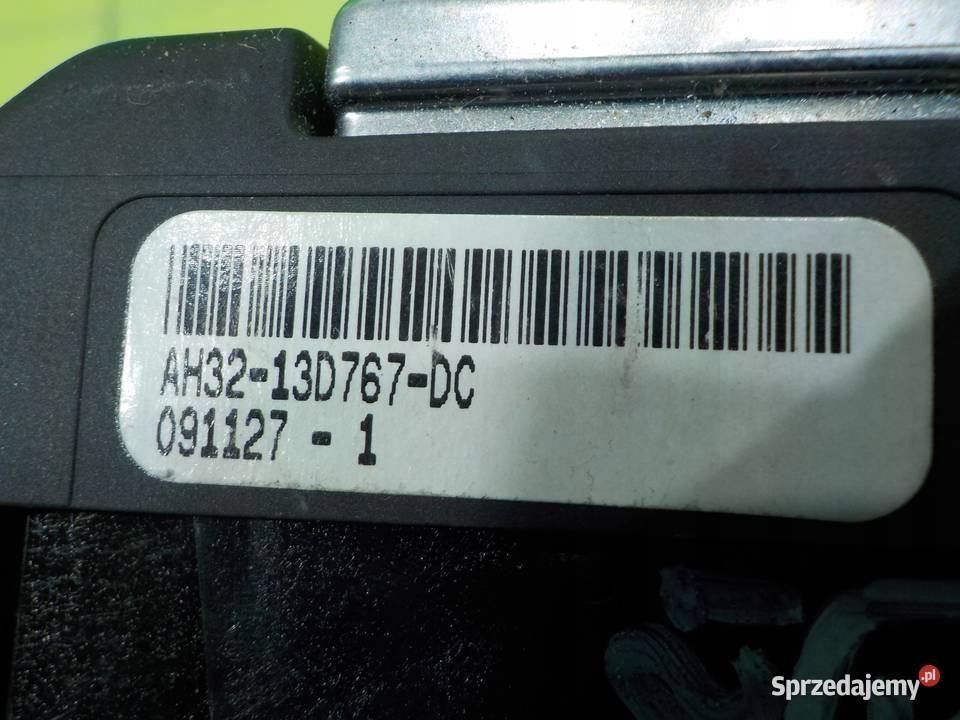 AH32-13D767-DC
091127 - 1
Sprzedajemy.pl